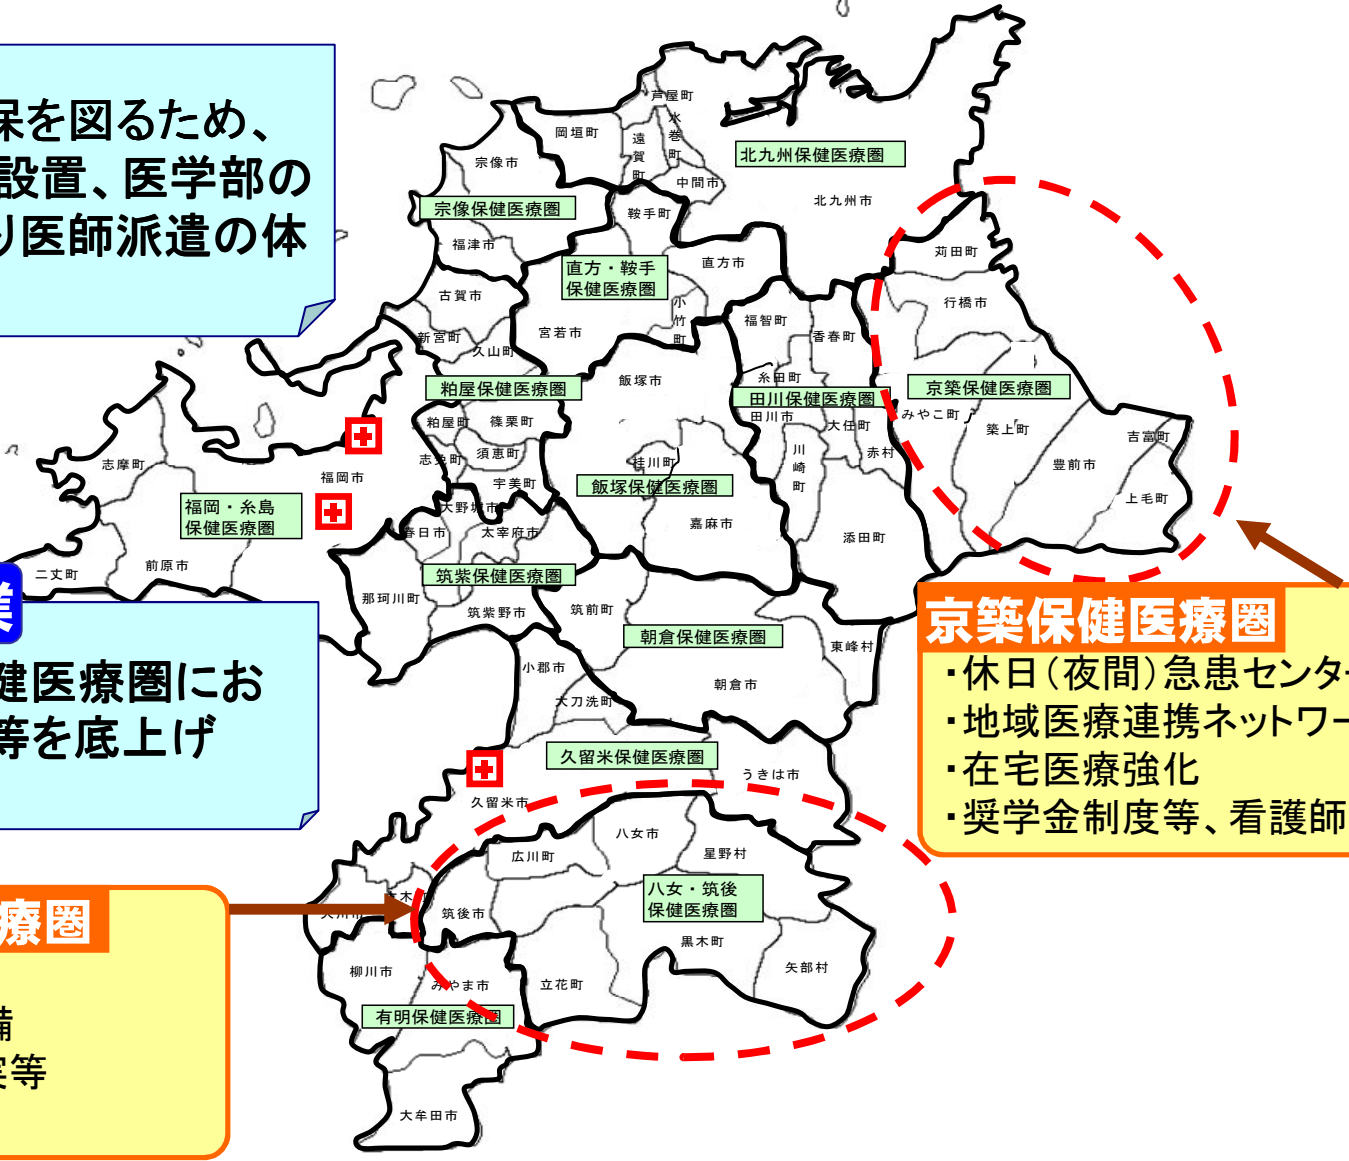 保を図るため、
設置、医学部の
り医師派遣の体
芦屋町
水巻町
岡垣町
遠賀町
中間市
北九州保健医療圏
北九州市
宗像市
宗像保健医療圏
福津市
鞍手町
直方・鞍手
保健医療圏
直方市
小竹町
宮若市
古賀市
新宮町
久山町
粕屋保健医療圏
粕屋町
篠栗町
志免町
須恵町
宇美町
苅田町
行橋市
京築保健医療圏
みやこ町
築上町
吉富町
豊前市
上毛町
福智町
香春町
糸田町
田川保健医療圏
田川市
大任町
赤村
川崎町
添田町
飯塚市
桂川町
飯塚保健医療圏
嘉麻市
志摩町
福岡市
福岡・糸島
保健医療圏
二丈町
前原市
大野城市
春日市
太宰府市
筑紫保健医療圏
那珂川町
筑紫野市
筑前町
朝倉保健医療圏
東峰村
朝倉市
小郡市
大刀洗町
久留米保健医療圏
うきは市
久留米市
業
健医療圏にお
等を底上げ
京築保健医療圏
・休日(夜間)急患センター
・地域医療連携ネットワー
・在宅医療強化
・奨学金制度等、看護師
八女市
広川町
星野村
八女・筑後
保健医療圏
筑後市
黒木町
矢部村
立花町
大川市
柳川市
みやま市
有明保健医療圏
大牟田市
療圏
備
実等